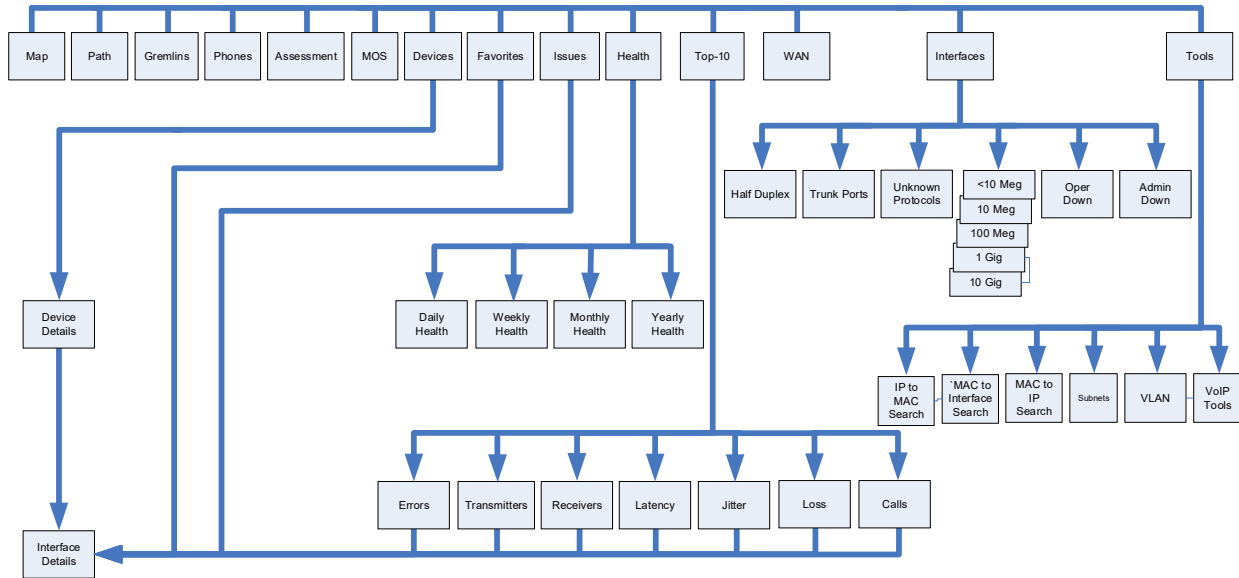 Map
Path
Gremlins
Phones
Assessment
MOS
Devices
Favorites
Issues
Health
Top-10
WAN
Interfaces
Tools
Half Duplex
Trunk Ports
Unknown
Protocols
<10 Meg
10 Meg
100 Meg
1 Gig
10 Gig
Oper
Down
Admin
Down
Device
Details
Daily
Health
Weekly
Health
Monthly
Health
Yearly
Health
IP to
MAC
Search
`MAC to
Interface
Search
MAC to
IP
Search
Subnets
VLAN
VoIP
Tools
Errors
Transmitters
Receivers
Latency
Jitter
Loss
Calls
Interface
Details